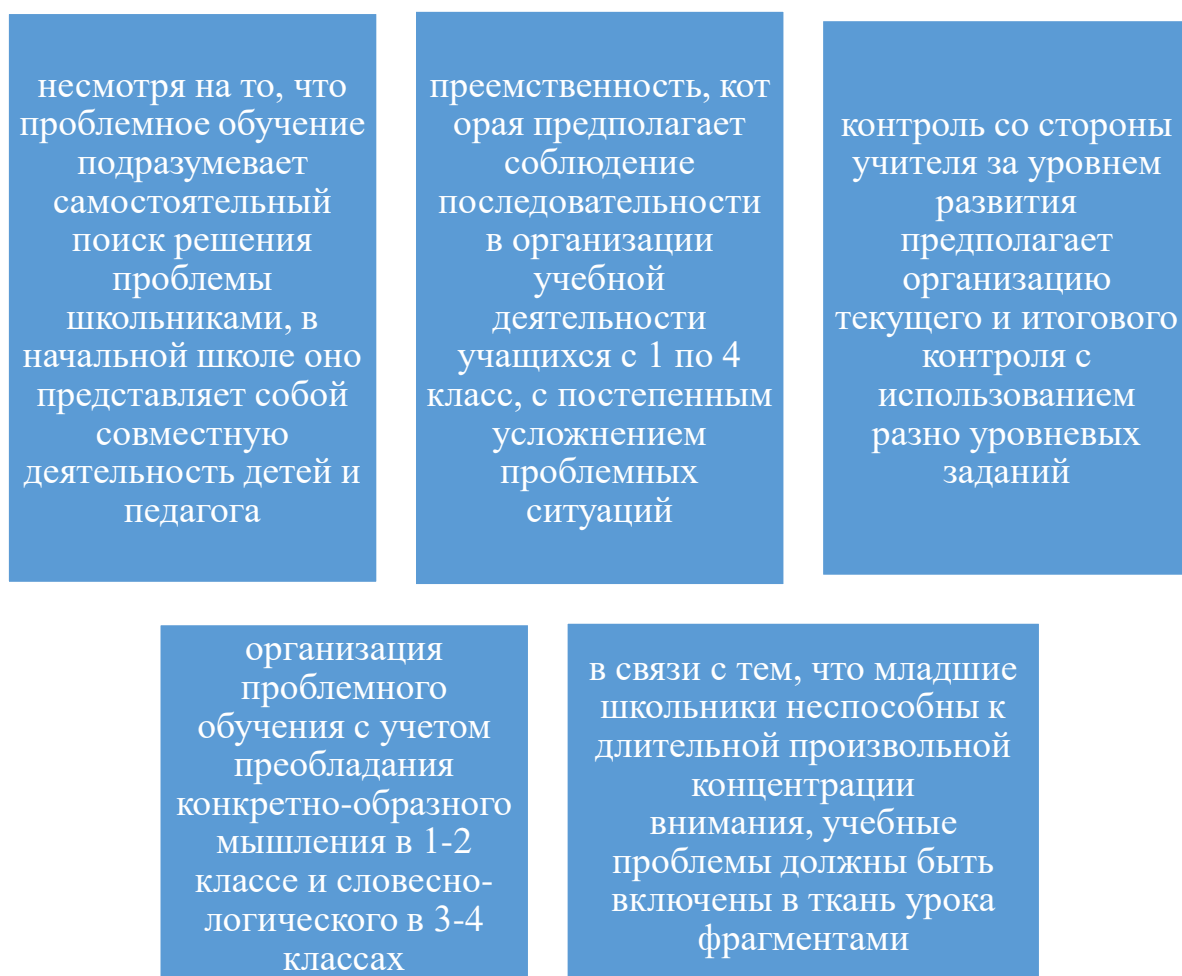 несмотря на то, что
проблемное обучение
подразумевает
самостоятельный
поиск решения
проблемы
школьниками, в
начальной школе оно
представляет собой
совместную
деятельность детей и
педагога
преемственность, кот
орая предполагает
соблюдение
последовательности
в организации
учебной
деятельности
учащихся с 1 по 4
класс, с постепенным
усложнением
проблемных
ситуаций
контроль со стороны
учителя за уровнем
развития
предполагает
организацию
текущего и итогового
контроля с
использованием
разно уровневых
заданий
организация
проблемного
обучения с учетом
преобладания
конкретно-образного
мышления в 1-2
классе и словесно-
логического в 3-4
классах
в связи с тем, что младшие
школьники неспособны к
длительной произвольной
концентрации
внимания, учебные
проблемы должны быть
включены в ткань урока
фрагментами